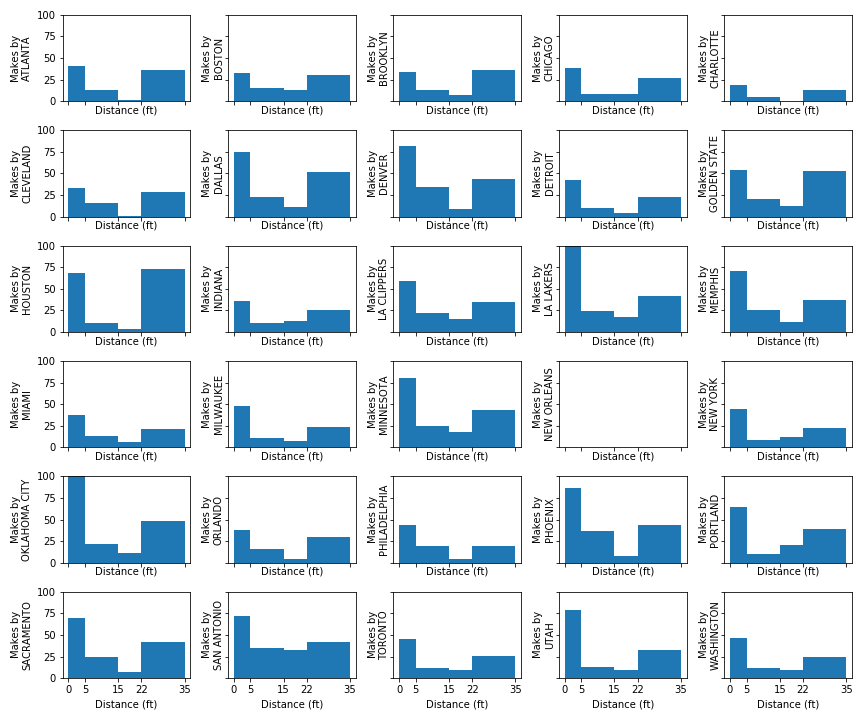 100
75
50
25
0
Makes by
ATLANTA
Distance (ft)
Makes by
BOSTON
Distance (ft)
Makes by
BROOKLYN
Distance (ft)
Makes by
CHICAGO
Distance (ft)
Makes by
CHARLOTTE
Distance (ft)
100
75
50
25
0
Makes by
CLEVELAND
Distance (ft)
Makes by
DALLAS
Distance (ft)
Makes by
DENVER
Distance (ft)
Makes by
DETROIT
Distance (ft)
Makes by
GOLDEN STATE
Distance (ft)
100
75
50
25
0
Makes by
HOUSTON
Distance (ft)
Makes by
INDIANA
Distance (ft)
Makes by
LA CLIPPERS
Distance (ft)
Makes by
LA LAKERS
Distance (ft)
Makes by
MEMPHIS
Distance (ft)
100
75
50
25
0
Makes by
MIAMI
Distance (ft)
Makes by
MILWAUKEE
Distance (ft)
Makes by
MINNESOTA
Distance (ft)
Makes by
NEW ORLEANS
Distance (ft)
Makes by
NEW YORK
Distance (ft)
100
75
50
25
0
Makes by
OKLAHOMA CITY
Distance (ft)
Makes by
ORLANDO
Distance (ft)
Makes by
PHILADELPHIA
Distance (ft)
Makes by
PHOENIX
Distance (ft)
Makes by
PORTLAND
Distance (ft)
100
75
50
25
0
Makes by
SACRAMENTO
0 5 15 22 35
Distance (ft)
Makes by
SAN ANTONIO
0 5 15 22 35
Distance (ft)
Makes by
TORONTO
0 5 15 22 35
Distance (ft)
Makes by
UTAH
0 5 15 22 35
Distance (ft)
Makes by
WASHINGTON
0 5 15 22 35
Distance (ft)